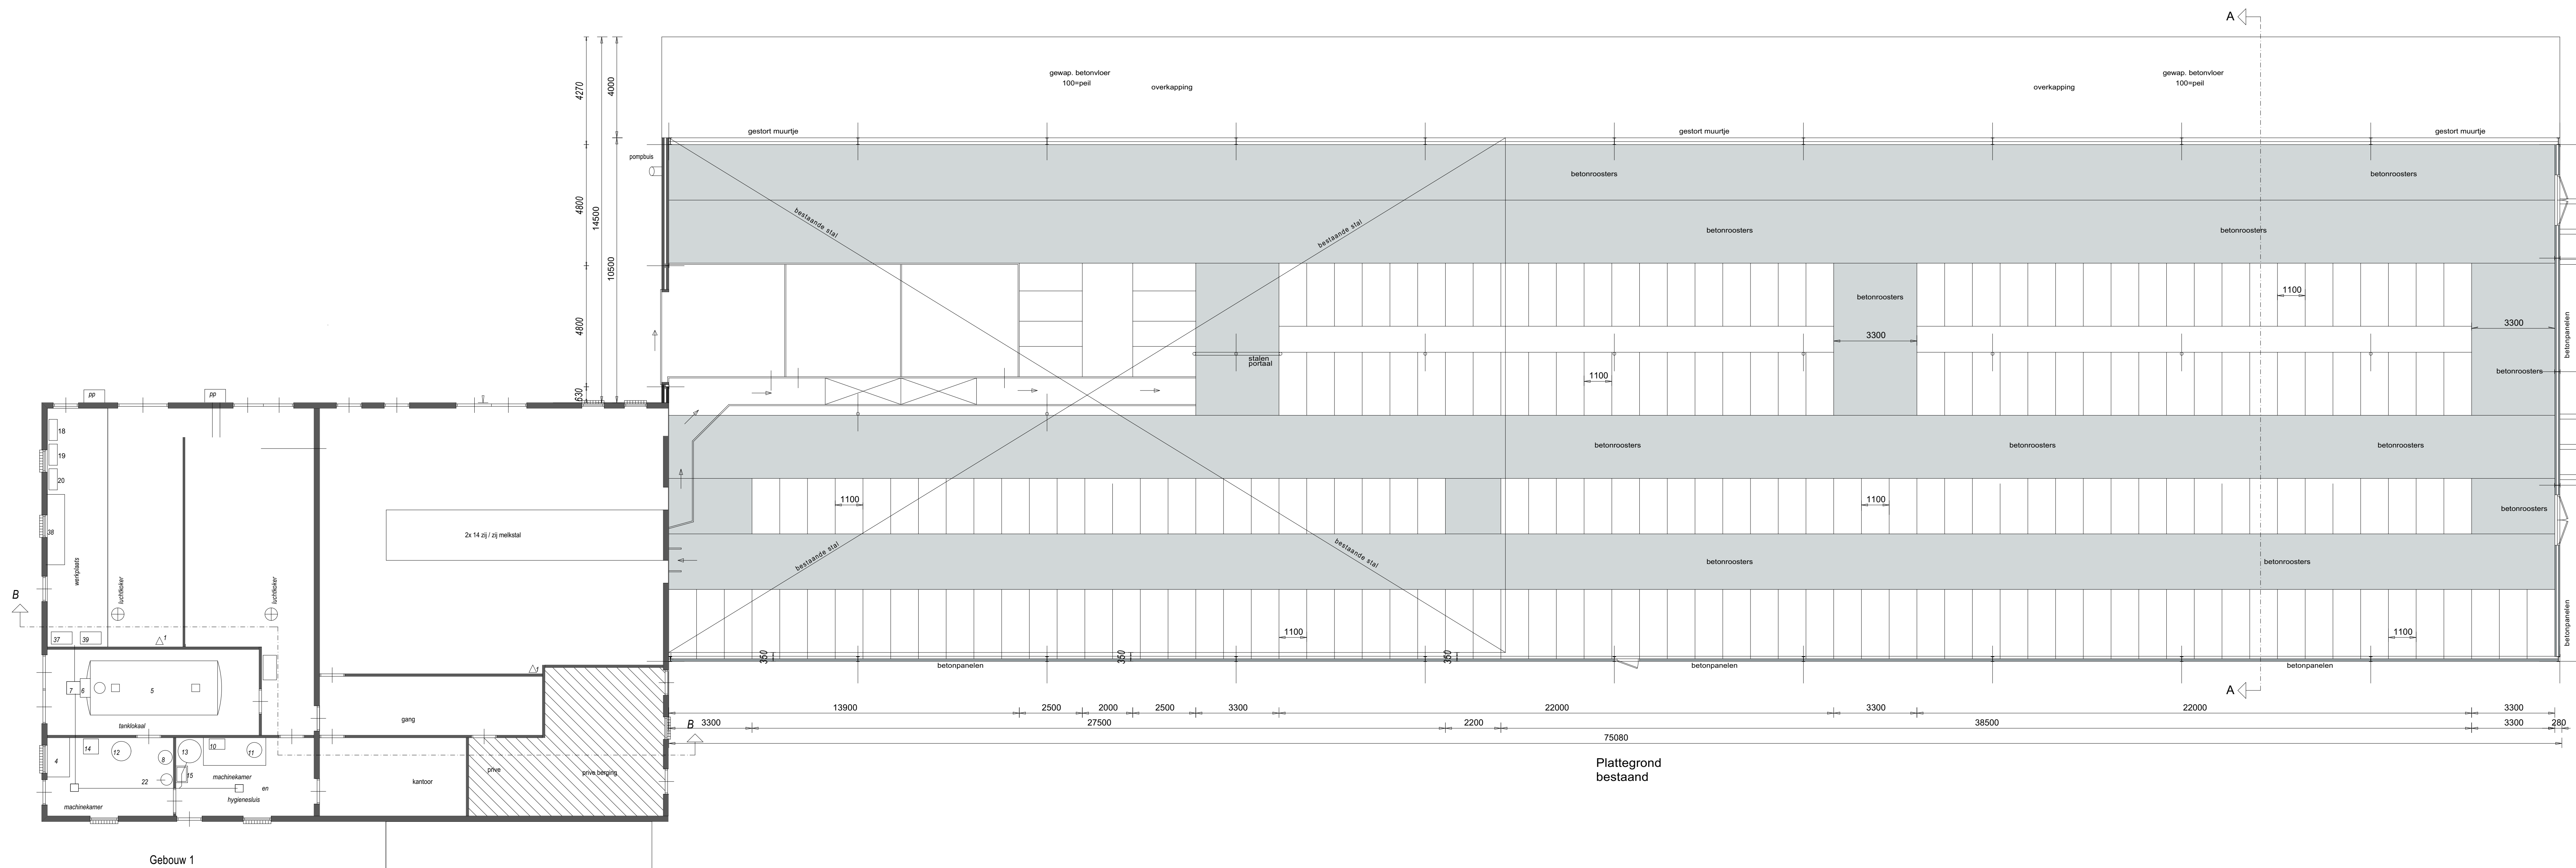 A
gewap. betonvloer
100=peil
overkapping
gewap. betonvloer
100=peil
overkapping
4270
14500
4000
gestort muurtje
gestort muurtje
gestort muurtje
pompbuis
betonroosters
betonroosters
4800
10500
bestaande stal
bestaande stal
betonroosters
betonroosters
betonroosters
1100
3300
3300
betonpanelen
4800
stalen
portaal
1100
betonroosters
630
pp
pp
18
19
20
38
werkplaats
luchtkoker
luchtkoker
betonroosters
betonroosters
betonroosters
1100
1100
betonroosters
2x 14 zij / zij melkstal
bestaande stal
bestaande stal
betonroosters
betonroosters
B
37
39
1
1
1100
1100
betonpanelen
350
350
350
betonpanelen
betonpanelen
betonpanelen
7
6
5
tanklokaal
gang
A
13900
2500
2000
2500
3300
22000
3300
22000
3300
B
3300
27500
2200
38500
3300
280
75080
14
12
13
10
11
4
8
15
22
machinekamer
en
hygienesluis
machinekamer
kantoor
prive
prive berging
Plattegrond
bestaand
Gebouw 1